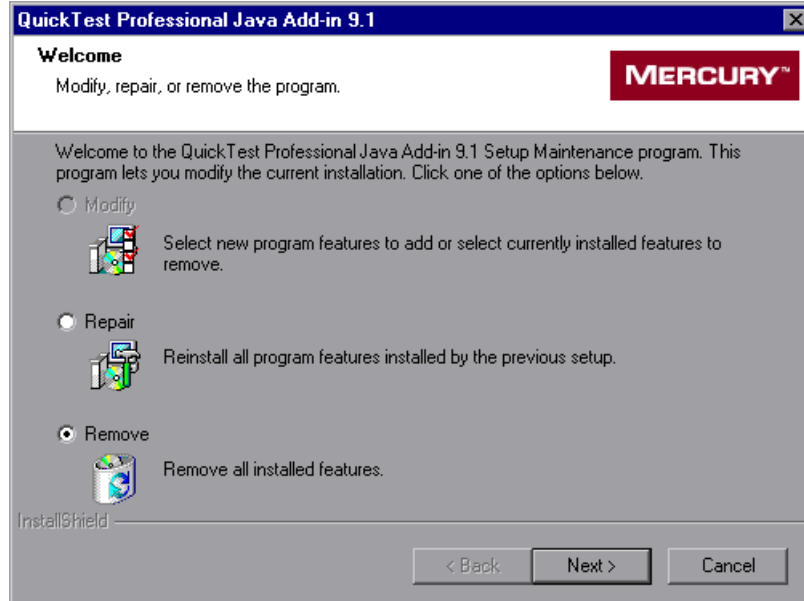 QuickTest Professional Java Add-in 9.1
Welcome
Modify, repair, or remove the program.
MERCURY™
Welcome to the QuickTest Professional Java Add-in 9.1 Setup Maintenance program. This
program lets you modify the current installation. Click one of the options below.
Modify
Select new program features to add or select currently installed features to
remove.
Repair
Reinstall all program features installed by the previous setup.
Remove
Remove all installed features.
InstallShield
< Back
Next >
Cancel